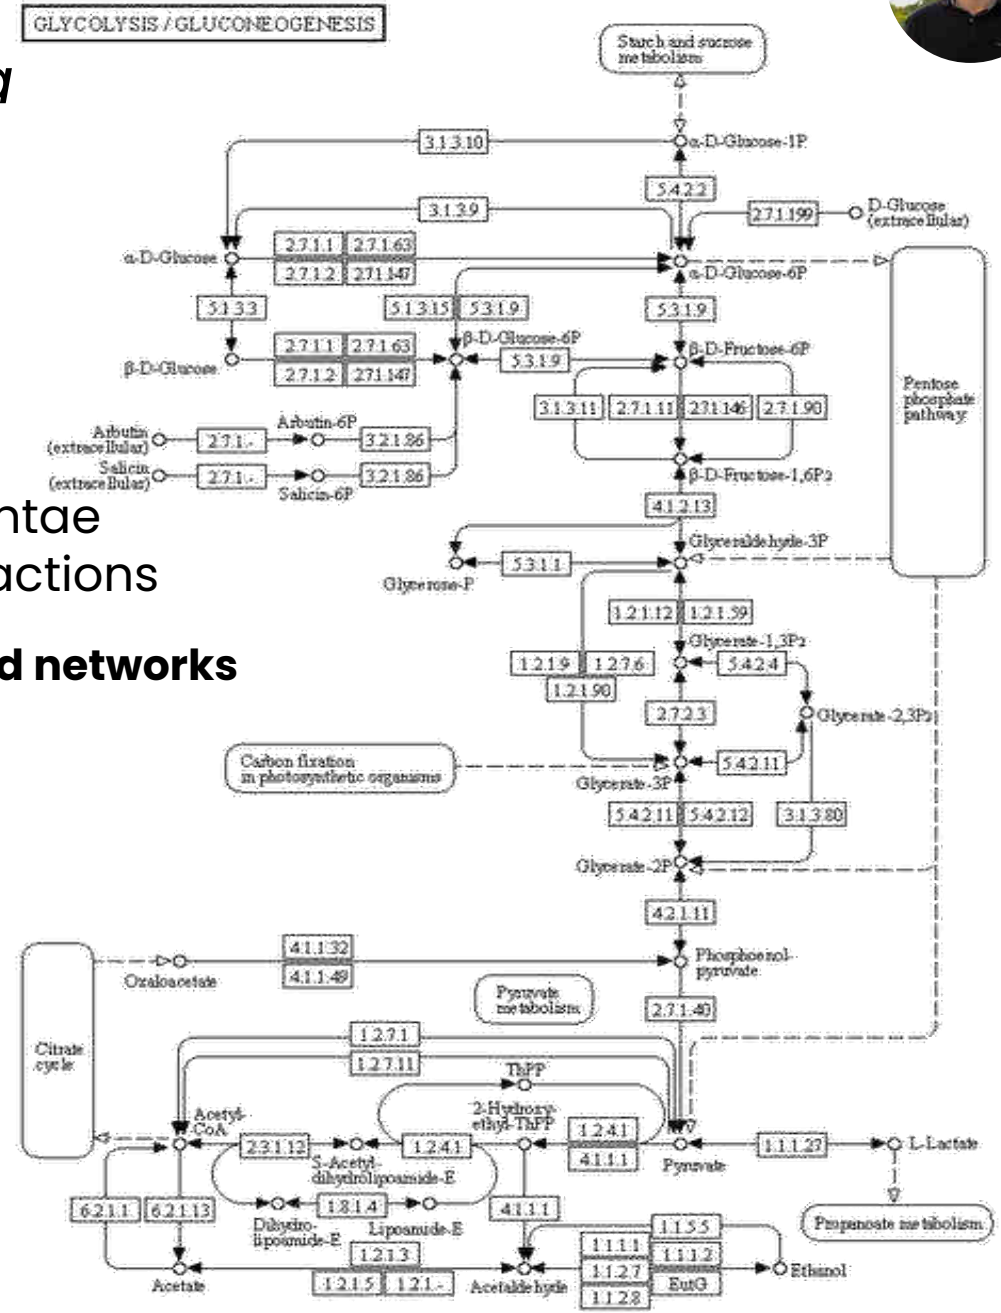 GLYCOLYSIS / GLUCONEOGENESIS
Starch and sucrose
metabolism
3.1.3.10
α-D-Glucose-1P
5.4.2.2
3.1.3.9
2.7.1.199
D-Glucose
(extracellular)
2.7.1.1
2.7.1.63
α-D-Glucose
2.7.1.2
2.7.1.147
α-D-Glucose-6P
5.1.3.3
5.1.3.15
5.3.1.9
5.3.1.9
β-D-Glucose-6P
2.7.1.1
2.7.1.63
β-D-Glucose
2.7.1.2
2.7.1.147
5.3.1.9
β-D-Fructose-6P
Pentose
phosphate
pathway
3.1.3.11
2.7.1.11
2.7.1.146
2.7.1.90
Arbutin
(extracellular)
2.7.1.-
Arbutin-6P
3.2.1.86
Salicin
(extracellular)
2.7.1.-
Salicin-6P
3.2.1.86
β-D-Fructose-1,6P2
4.1.2.13
ntae
actions
Glyceraldehyde-3P
5.3.1.1
Glycerone-P
1.2.1.12
1.2.1.59
d networks
Glycerate-1,3P2
1.2.1.9
1.2.7.6
5.4.2.4
1.2.1.90
2.7.2.3
Glycerate-2,3P2
Carbon fixation
in photosynthetic organisms
5.4.2.11
Glycerate-3P
5.4.2.11
5.4.2.12
3.1.3.80
Glycerate-2P
4.2.1.11
4.1.1.32
4.1.1.49
Oxaloacetate
Phosphoenol-
pyruvate
Pyruvate
metabolism
2.7.1.40
Citrate
cycle
1.2.7.1
1.2.7.11
ThPP
Acetyl-
CoA
2-Hydroxy-
ethyl-ThPP
2.3.1.12
1.2.4.1
1.2.4.1
4.1.1.1
Pyruvate
1.1.1.27
L-Lactate
S-Acetyl-
dihydrolipoamide-E
6.2.1.1
6.2.1.13
1.8.1.4
4.1.1.1
Dihydro-
lipoamide-E
Lipoamide-E
Propanoate metabolism
1.1.5.5
1.2.1.3
1.1.1.1
1.1.1.2
1.2.1.5
1.2.1.-
1.1.2.7
EutG
1.1.2.8
Acetate
Acetaldehyde
Ethanol